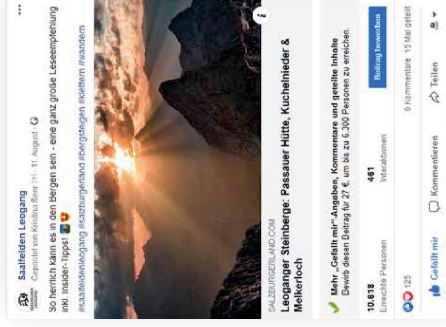 Saalfelden Leogang
Gepostet von Kristina Beer [?] · 11. August ·
So herrlich kann es in den Bergen sein - eine ganz große Leseempfehlung
inkl. Insider-Tipps!
#saalfeldenleogang #salzburgerland #bergsteigen #klettern #wandern
SALZBURGERLAND.COM
Leoganger Steinberge: Passauer Hütte, Kuchelnieder &
Melkerloch
Mehr „Gefällt mir“-Angaben, Kommentare und geteilte Inhalte
Bewirb diesen Beitrag für 27 €, um bis zu 6.300 Personen zu erreichen.
10.618
Erreichte Personen
461
Interaktionen
Beitrag bewerben
125
6 Kommentare 15 Mal geteilt
Gefällt mir
Kommentieren
Teilen